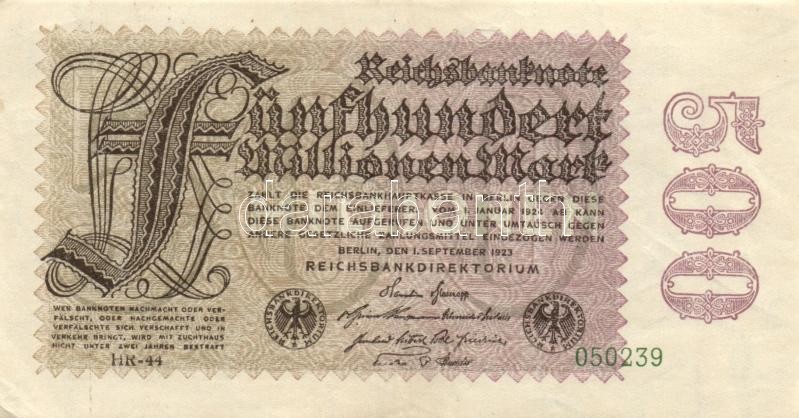 Reichsbanknote
Fünfhundert
Millionen Mark
ZAHLT DIE REICHSBANKHAUPTKASSE IN BERLIN GEGEN DIESE
BANKNOTE DEM EINLIEFERER. VOM 1. JANUAR 1924 AB KANN
DIESE BANKNOTE AUFGERUFEN UND UNTER UMTAUSCH GEGEN
ANDERE GESETZLICHE ZAHLUNGSMITTEL EINGEZOGEN WERDEN
BERLIN, DEN 1. SEPTEMBER 1923
REICHSBANKDIREKTORIUM
WER BANKNOTEN NACHMACHT ODER VER-
FÄLSCHT, ODER NACHGEMACHTE ODER
VERFÄLSCHTE SICH VERSCHAFFT UND IN
VERKEHR BRINGT, WIRD MIT ZUCHTHAUS
NICHT UNTER ZWEI JAHREN BESTRAFT
HR-44
REICHSBANKDIREKTORIUM
REICHSBANKDIREKTORIUM
050239
500
darabanth